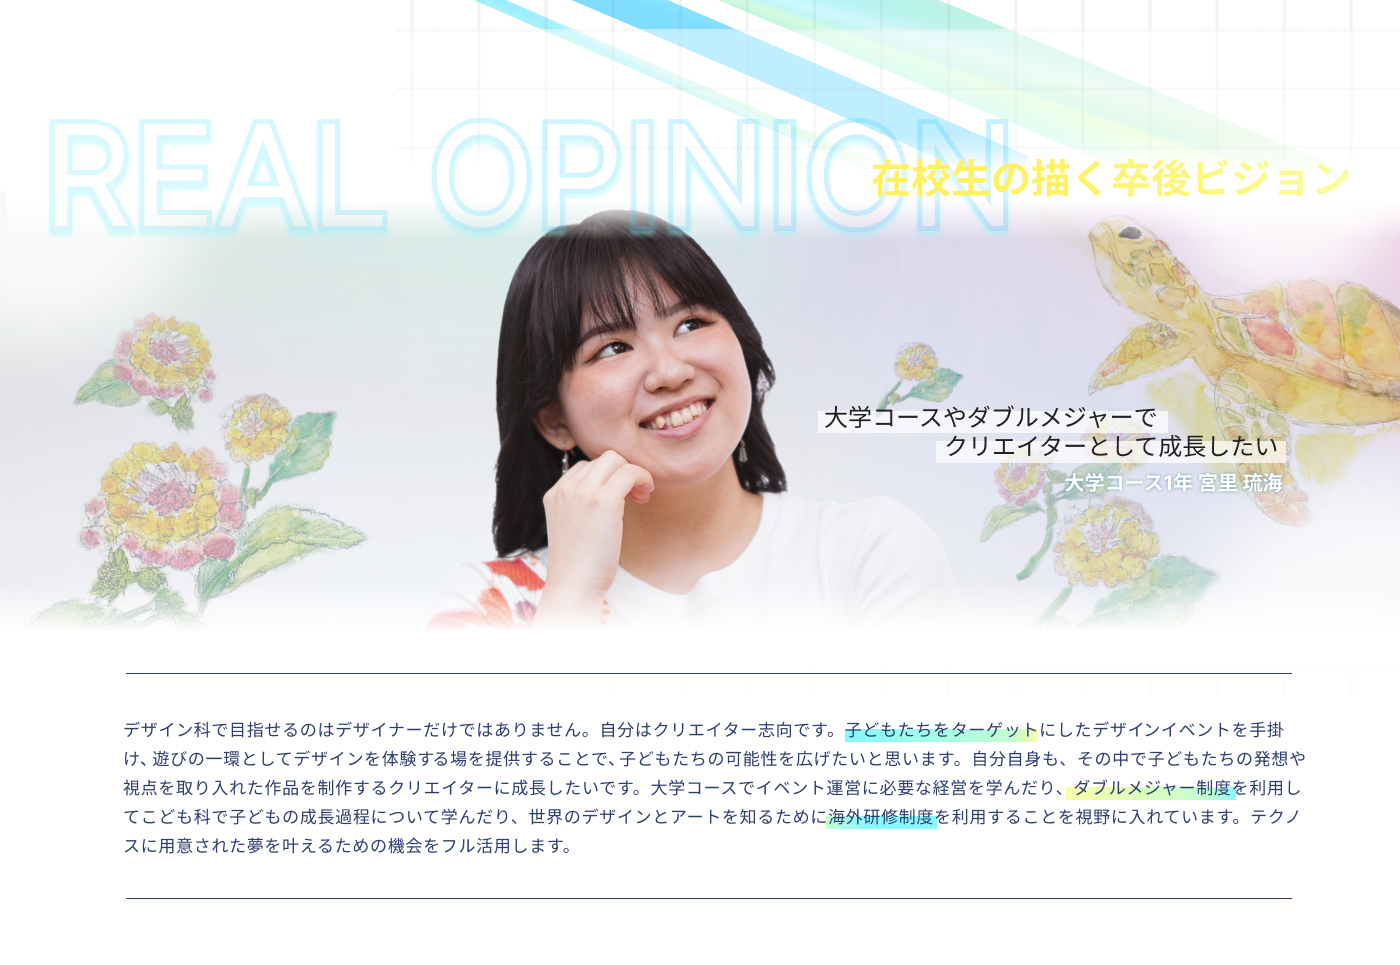 REAL OPINION
在校生の描く卒後ビジョン
大学コースやダブルメジャーで
クリエイターとして成長したい
大学コース1年 宮里 琉海
デザイン科で目指せるのはデザイナーだけではありません。自分はクリエイター志向です。子どもたちをターゲットにしたデザインイベントを手掛
け、遊びの一環としてデザインを体験する場を提供することで、子どもたちの可能性を広げたいと思います。自分自身も、その中で子どもたちの発想や
視点を取り入れた作品を制作するクリエイターに成長したいです。大学コースでイベント運営に必要な経営を学んだり、ダブルメジャー制度を利用し
てこども科で子どもの成長過程について学んだり、世界のデザインとアートを知るために海外研修制度を利用することを視野に入れています。テクノ
スに用意された夢を叶えるための機会をフル活用します。